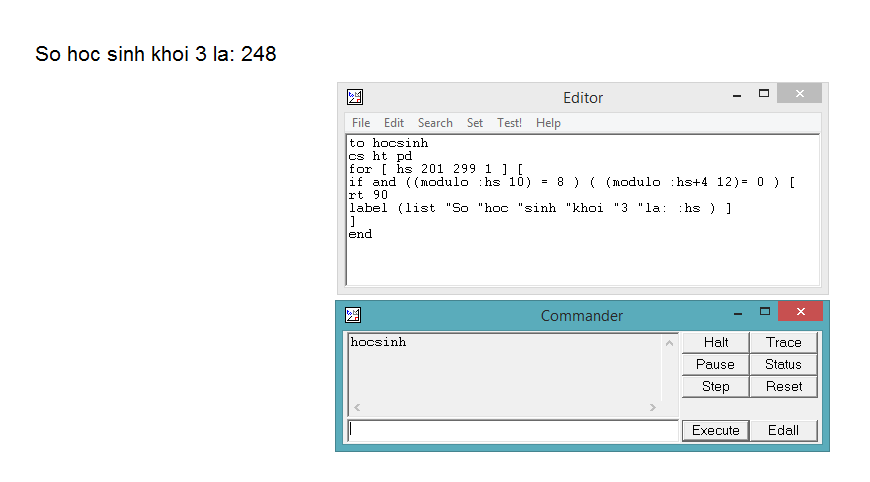 So hoc sinh khoi 3 la: 248
Editor
File Edit Search Set Test! Help
to hocsinh
cs ht pd
for [ hs 201 299 1 ] [
if and ((modulo :hs 10) = 8 ) ( (modulo :hs+4 12)= 0 ) [
rt 90
label (list "So "hoc "sinh "khoi "3 "la: :hs ) ]
]
end
Commander
hocsinh
Halt Trace
Pause Status
Step Reset
Execute Edall